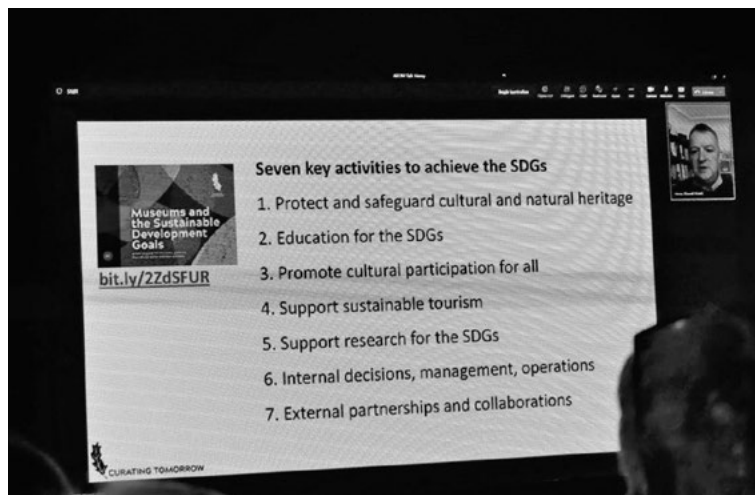 Seven key activities to achieve the SDGs
Museums and
the Sustainable
Development
Goals
bit.ly/2ZdSFUR
1. Protect and safeguard cultural and natural heritage
2. Education for the SDGs
3. Promote cultural participation for all
4. Support sustainable tourism
5. Support research for the SDGs
6. Internal decisions, management, operations
7. External partnerships and collaborations
CURATING TOMORROW